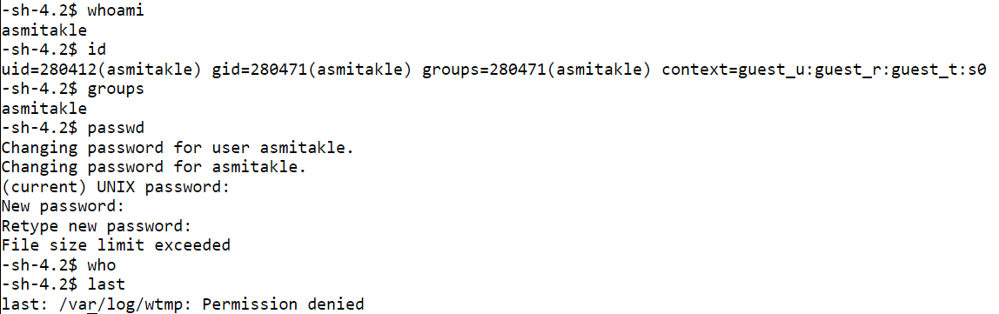 -sh-4.2$ whoami
asmitakle
-sh-4.2$ id
uid=280412(asmitakle) gid=280471(asmitakle) groups=280471(asmitakle) context=guest_u:guest_r:guest_t:s0
-sh-4.2$ groups
asmitakle
-sh-4.2$ passwd
Changing password for user asmitakle.
Changing password for asmitakle.
(current) UNIX password:
New password:
Retype new password:
File size limit exceeded
-sh-4.2$ who
-sh-4.2$ last
last: /var/log/wtmp: Permission denied